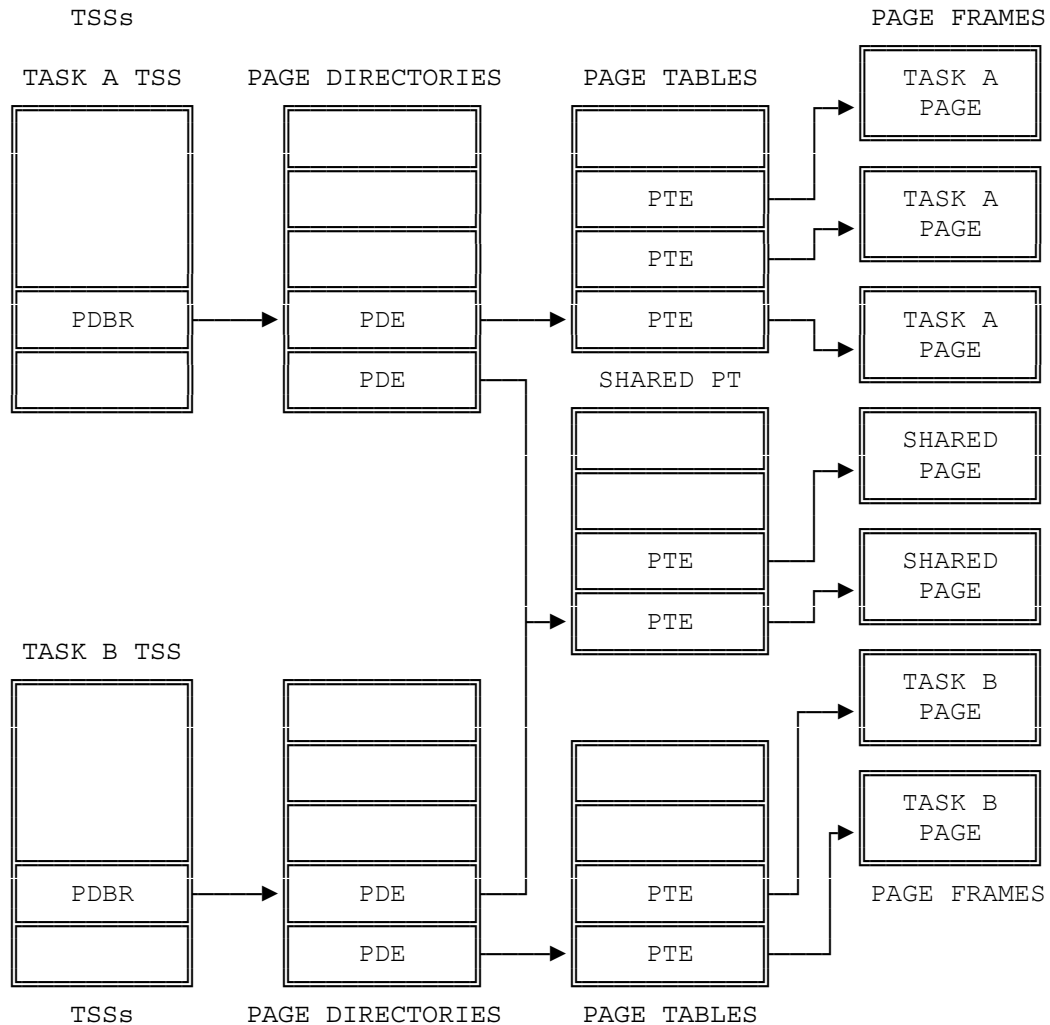 TSSs PAGE FRAMES
TASK A TSS PAGE DIRECTORIES PAGE TABLES TASK A
PAGE
PTE TASK A
PAGE
PTE
PDBR PDE PTE TASK A
PAGE
PDE SHARED PT
SHARED
PAGE
PTE SHARED
PAGE
PTE
TASK B TSS
TASK B
PAGE
TASK B
PAGE
PDBR PDE PTE PAGE FRAMES
PDE PTE
TSSs PAGE DIRECTORIES PAGE TABLES